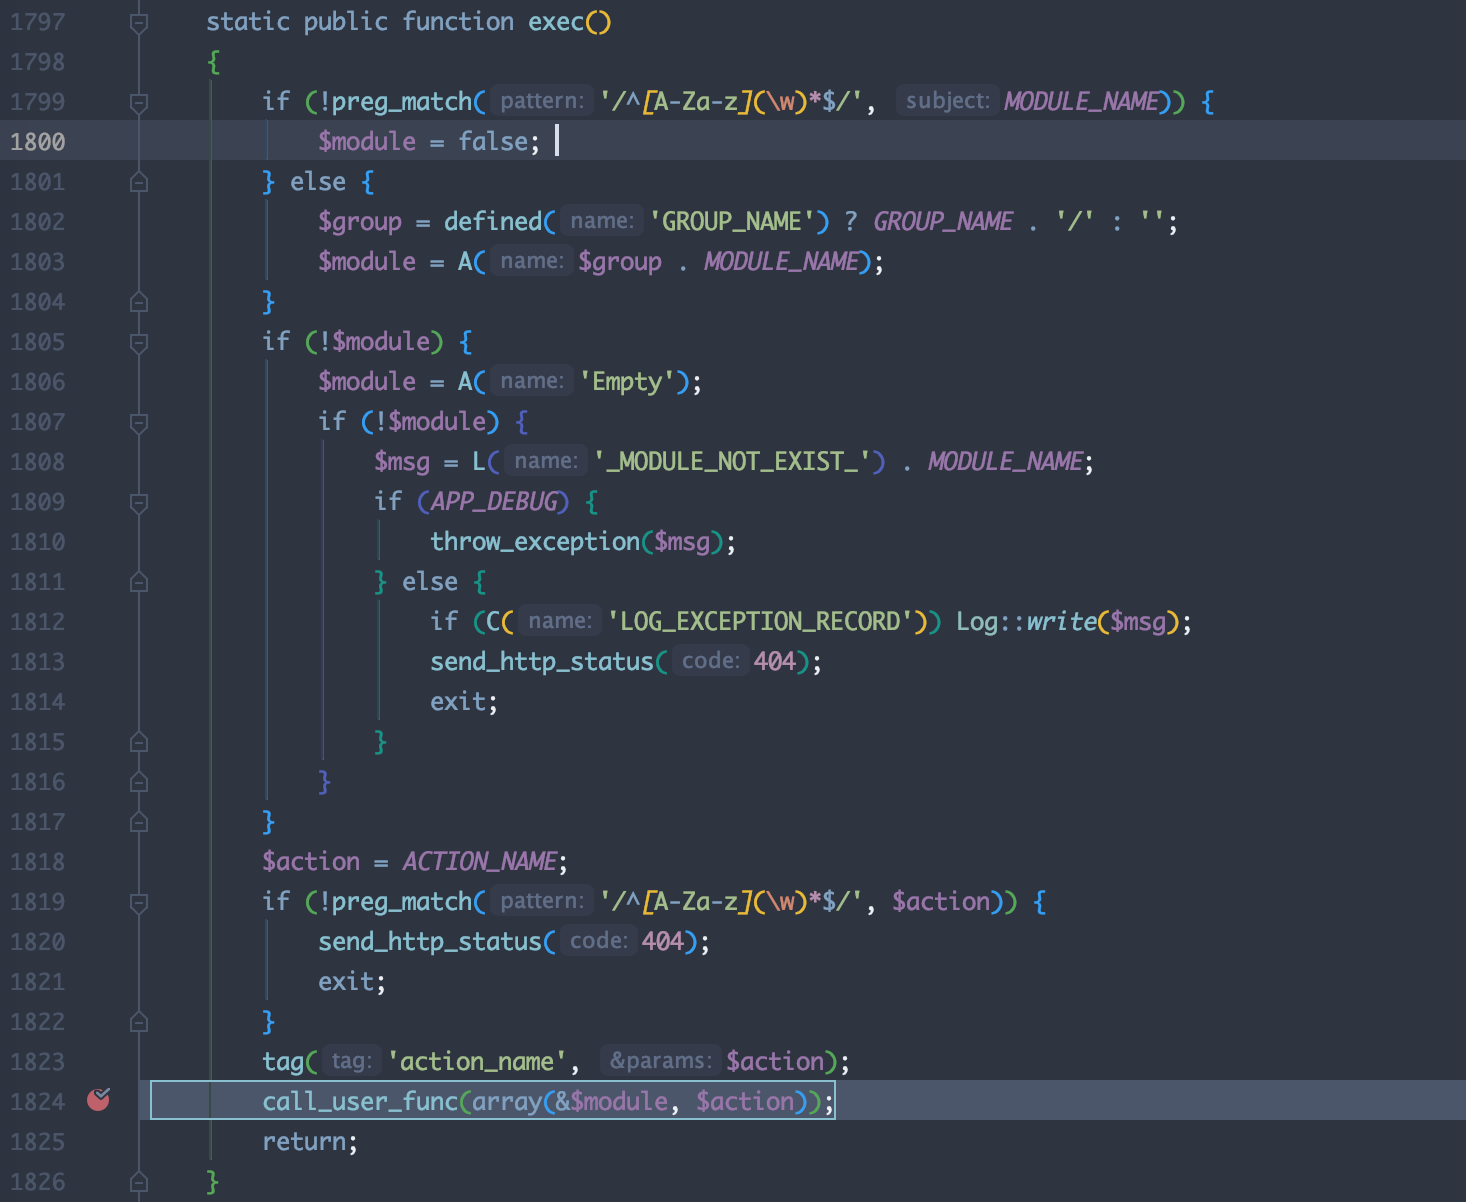 1797 static public function exec()
1798 {
1799 if (!preg_match( pattern: '/^[A-Za-z](\w)*$/', subject: MODULE_NAME)) {
1800 $module = false;
1801 } else {
1802 $group = defined( name: 'GROUP_NAME') ? GROUP_NAME . '/' : '';
1803 $module = A( name: $group . MODULE_NAME);
1804 }
1805 if (!$module) {
1806 $module = A( name: 'Empty');
1807 if (!$module) {
1808 $msg = L( name: '_MODULE_NOT_EXIST_') . MODULE_NAME;
1809 if (APP_DEBUG) {
1810 throw_exception($msg);
1811 } else {
1812 if (C( name: 'LOG_EXCEPTION_RECORD')) Log::write($msg);
1813 send_http_status( code: 404);
1814 exit;
1815 }
1816 }
1817 }
1818 $action = ACTION_NAME;
1819 if (!preg_match( pattern: '/^[A-Za-z](\w)*$/', $action)) {
1820 send_http_status( code: 404);
1821 exit;
1822 }
1823 tag( tag: 'action_name', &params: $action);
1824 call_user_func(array(&$module, $action));
1825 return;
1826 }